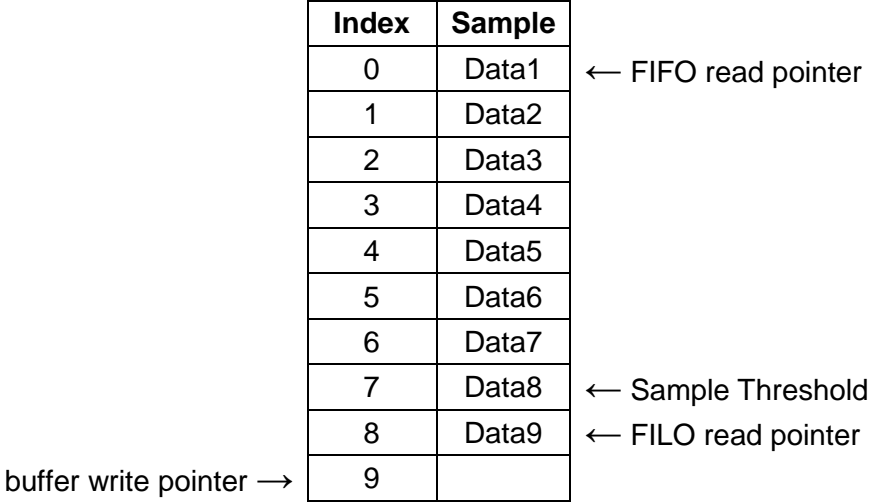 Index Sample
0 Data1 ← FIFO read pointer
1 Data2
2 Data3
3 Data4
4 Data5
5 Data6
6 Data7
7 Data8 ← Sample Threshold
8 Data9 ← FILO read pointer
buffer write pointer → 9